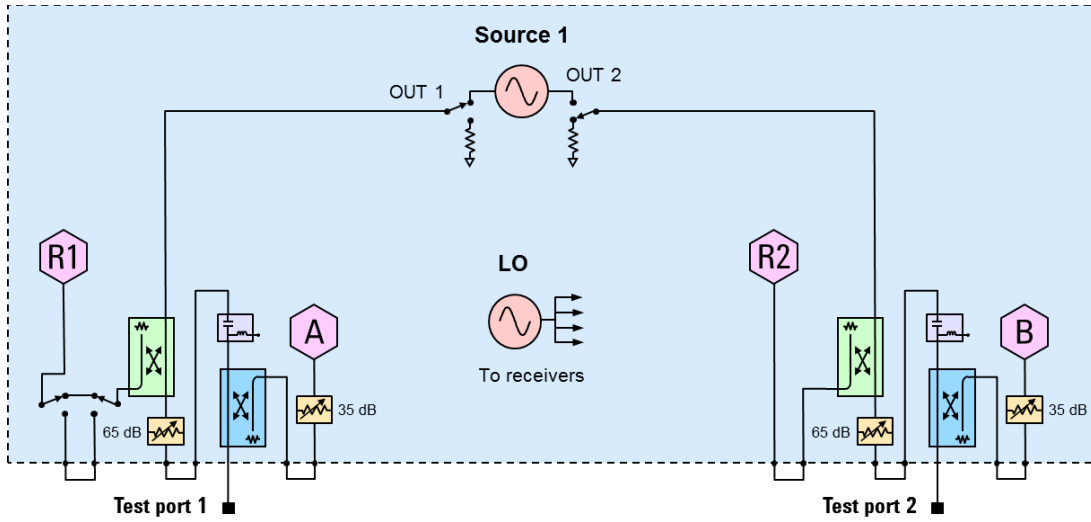 Source 1
OUT 1
OUT 2
R1
LO
R2
A
B
To receivers
65 dB
35 dB
65 dB
35 dB
Test port 1
Test port 2